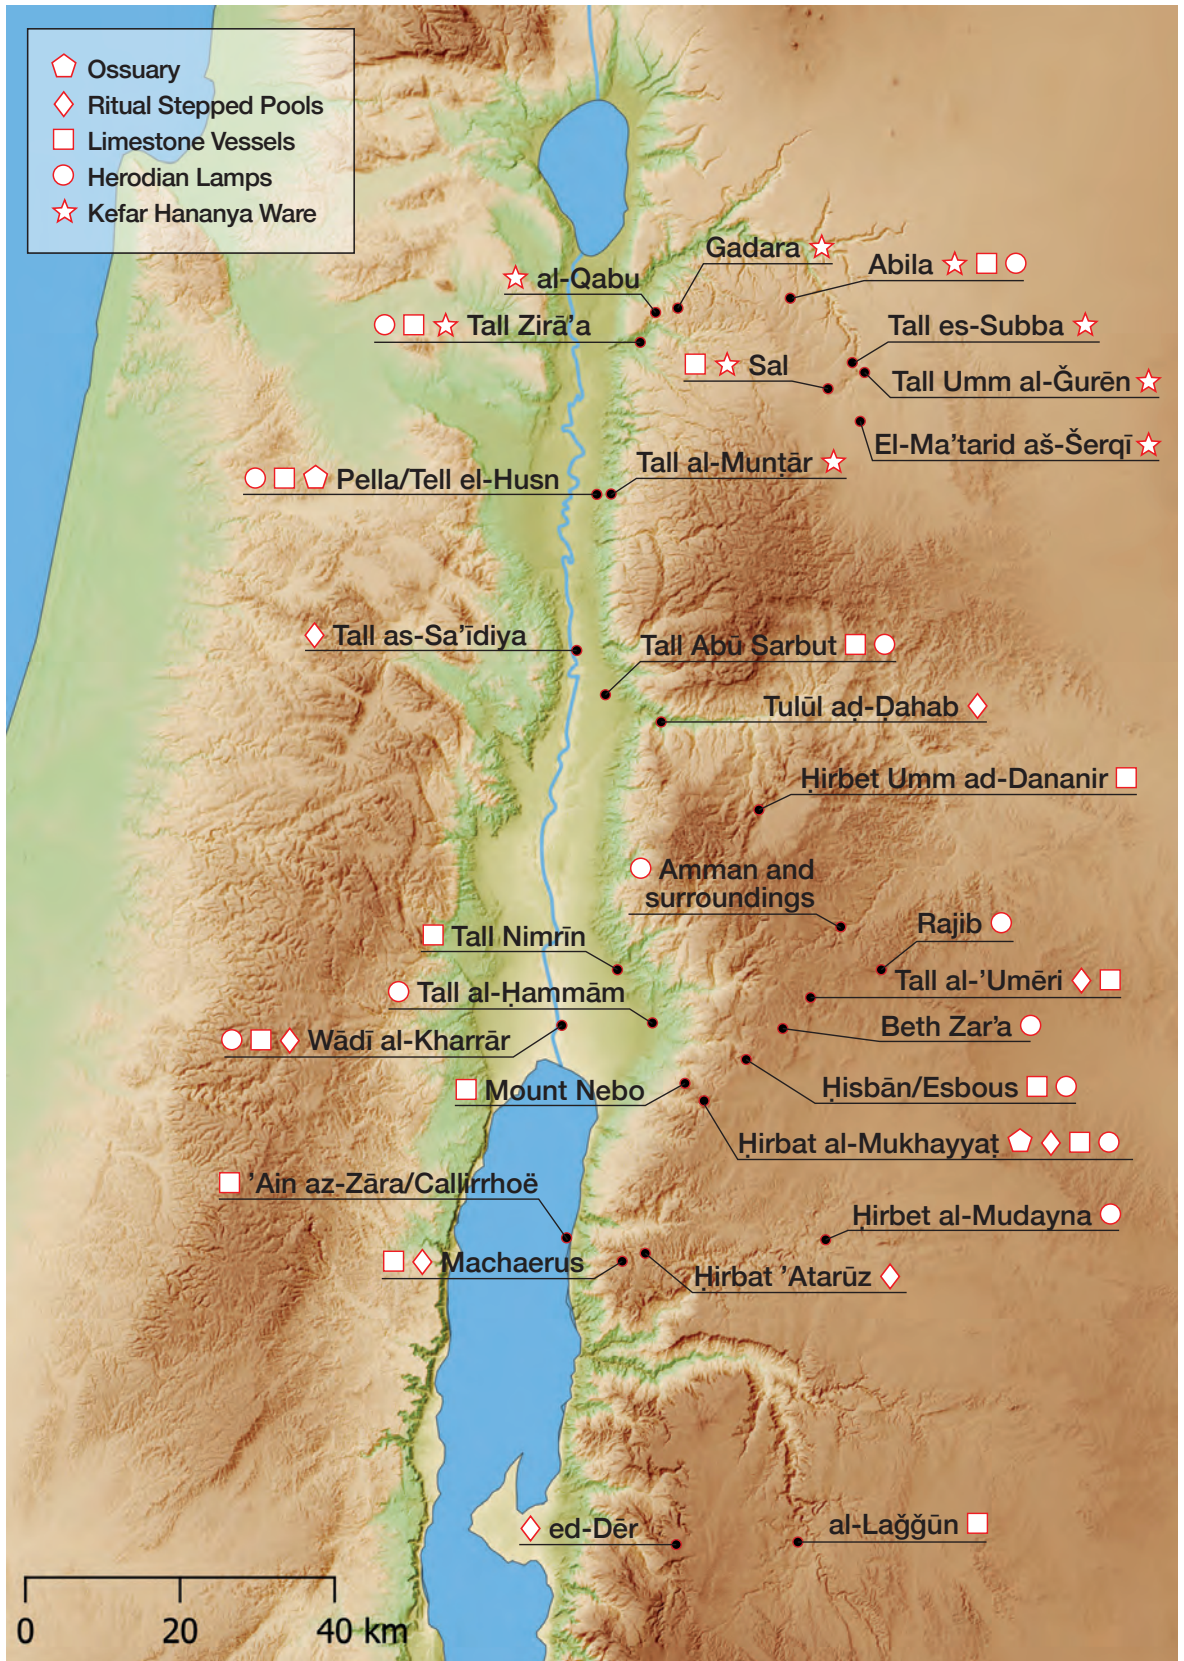 Ossuary
Ritual Stepped Pools
Limestone Vessels
Herodian Lamps
Kefar Hananya Ware
Gadara
Abila
al-Qabu
Tall Zirā’a
Tall es-Subba
Sal
Tall Umm al-Ǧurēn
El-Ma’tarid aš-Šerqī
Tall al-Munṭār
Pella/Tell el-Husn
Tall as-Sa’īdiya
Tall Abū Sarbut
Tulūl aḍ-Ḍahab
Ḥirbet Umm ad-Dananir
Amman and
surroundings
Rajib
Tall Nimrīn
Tall al-’Umēri
Tall al-Ḥammām
Beth Zar’a
Wādī al-Kharrār
Mount Nebo
Ḥisbān/Esbous
Ḥirbat al-Mukhayyaṭ
’Ain az-Zāra/Callirrhoë
Ḥirbet al-Mudayna
Machaerus
Ḥirbat ’Atarūz
ed-Dēr
al-Laǧǧūn
0 20 40 km